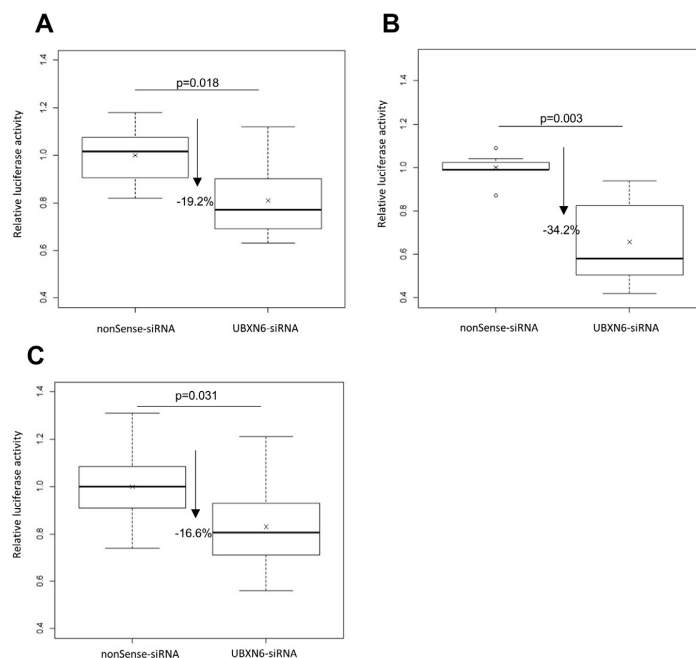 A
Relative luciferase activity
1.4
1.2
1.0
0.8
0.6
0.4
p=0.018
-19.2%
nonSense-siRNA
UBXN6-siRNA
B
Relative luciferase activity
1.4
1.2
1.0
0.8
0.6
0.4
p=0.003
-34.2%
nonSense-siRNA
UBXN6-siRNA
C
Relative luciferase activity
1.4
1.2
1.0
0.8
0.6
0.4
p=0.031
-16.6%
nonSense-siRNA
UBXN6-siRNA